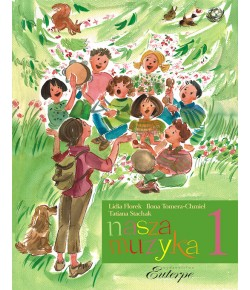 Lidia Florek Ilona Tomera-Chmiel
Tatiana Stachak
nasza
muzyka 1
Euterpe